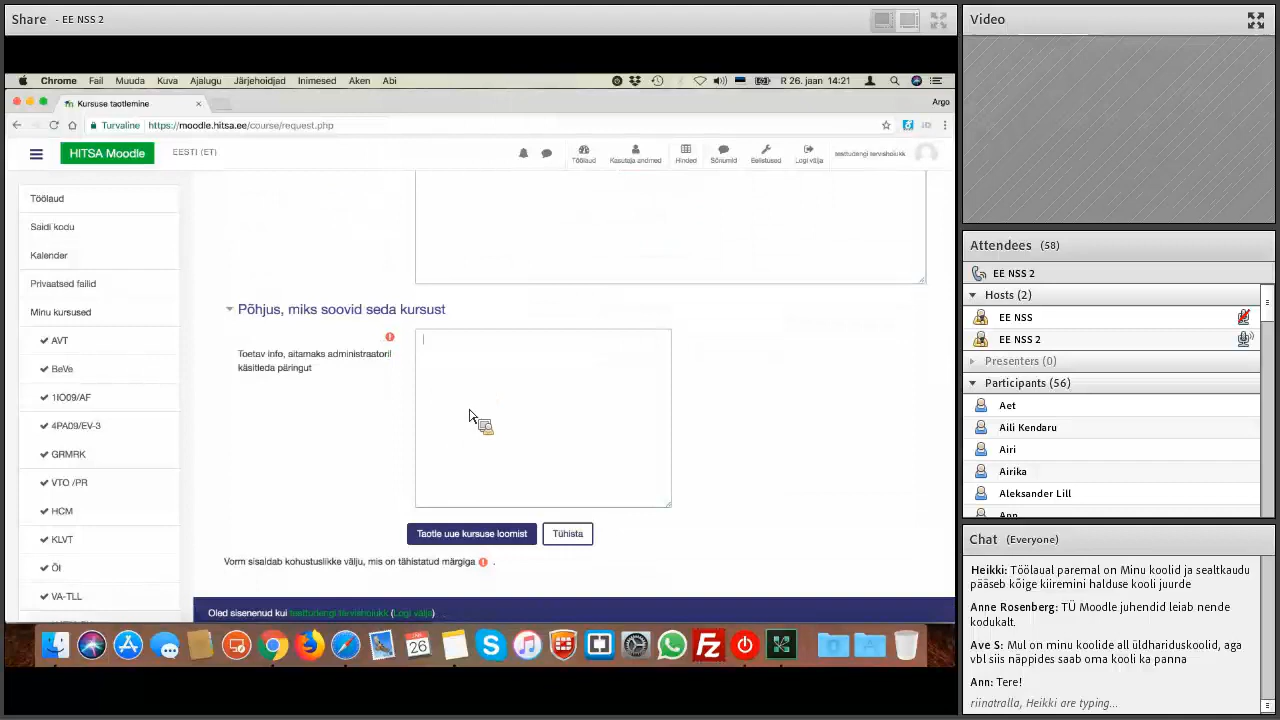 Share - EE NSS 2
Chrome Fail Muuda Kuva Ajalugu Järjehoidjad Inimesed Aken Abi
R 26. jaan 14:21
Kursuse taotlemine
Argo
Turvaline https://moodle.hitsa.ee/course/request.php
HITSA Moodle
EESTI (ET)
Töölaud Kasutaja andmed Hinded Sõnumid Eelistused Logi välja
Töölaud
Saidi kodu
Kalender
Privaatsed failid
Minu kursused
AVT
BeVe
1IO09/AF
4PA09/EV-3
GRMRK
VTO /PR
HCM
KLVT
ÕI
VA-TLL
Põhjus, miks soovid seda kursust
Toetav info, aitamaks administraatoril
käsitleda päringut
Taotle uue kursuse loomist
Tühista
Vorm sisaldab kohustuslikke välju, mis on tähistatud märgiga .
Oled sisenenud kui
(Logi välja)
26
Video
Attendees (58)
EE NSS 2
Hosts (2)
EE NSS
EE NSS 2
Presenters (0)
Participants (56)
Aet
Aili Kendaru
Airi
Airika
Aleksander Lill
Ann
Chat (Everyone)
Heikki: Töölaual paremal on Minu koolid ja sealtkaudu
pääseb kõige kiiremini halduse kooli juurde
Anne Rosenberg: TÜ Moodle juhendid leiab nende
kodukalt.
Ave S: Mul on minu koolide all üldhariduskoolid, aga
vbl siis näppides saab oma kooli ka panna
Ann: Tere!
riinatralla, Heikki are typing...